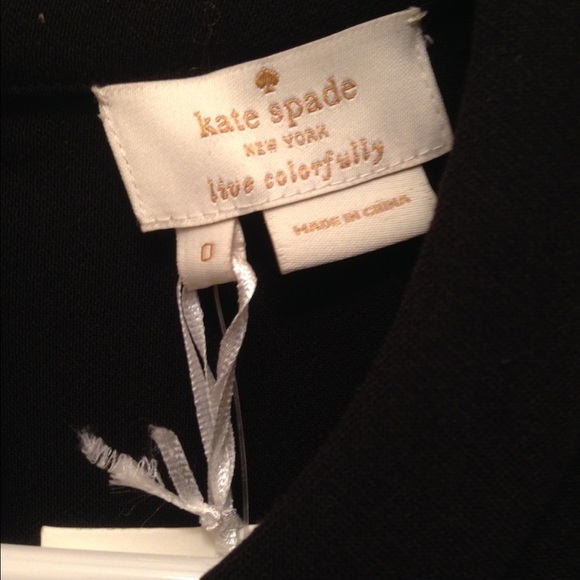 kate spade
NEW YORK
live colorfully
0
MADE IN CHINA